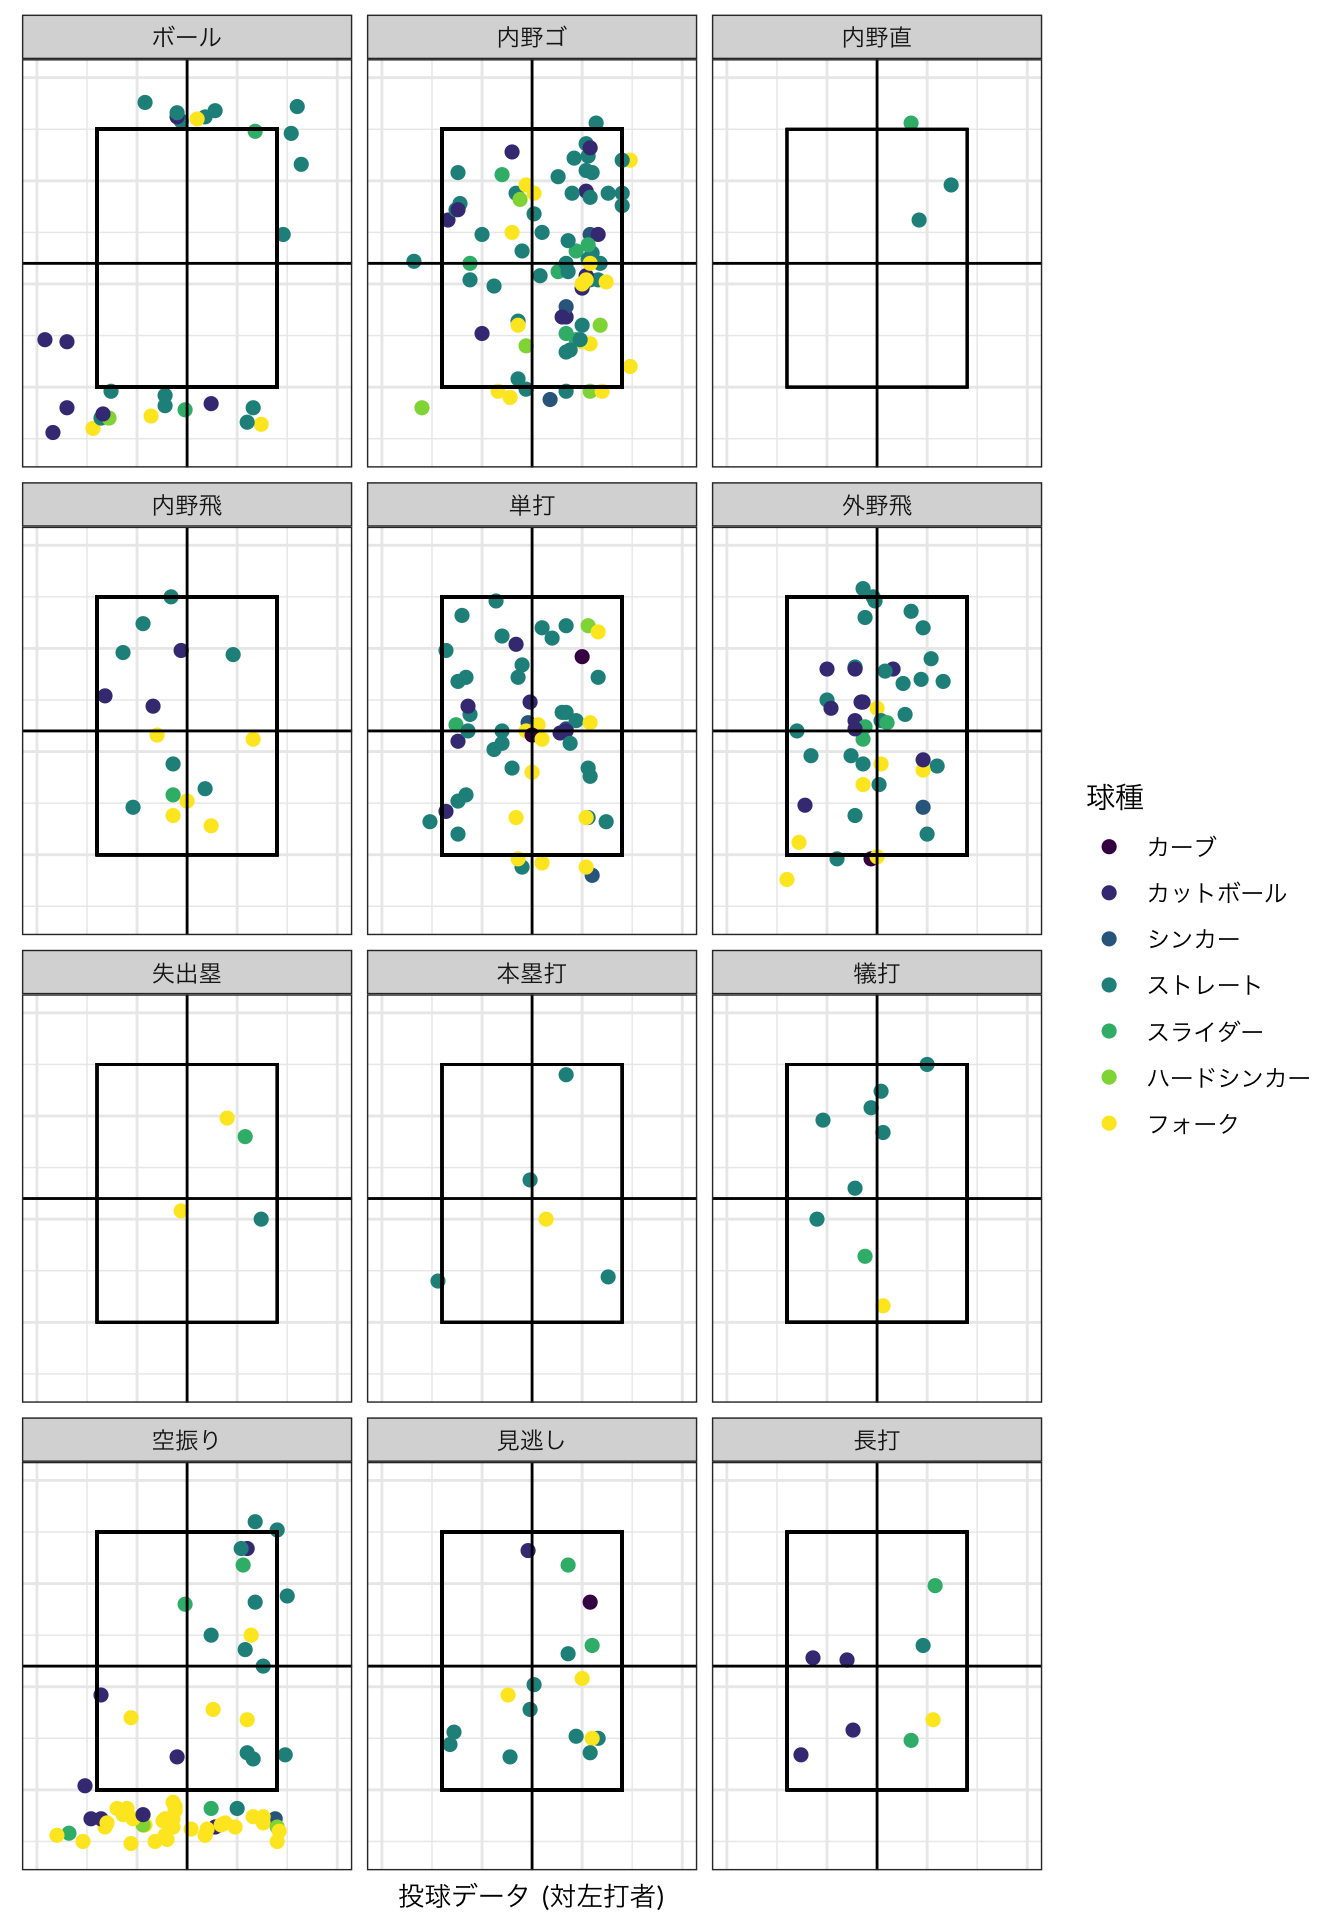 ボール
内野ゴ
内野直
内野飛
単打
外野飛
失出塁
本塁打
犠打
空振り
見逃し
長打
球種
カーブ
カットボール
シンカー
ストレート
スライダー
ハードシンカー
フォーク
投球データ (対左打者)